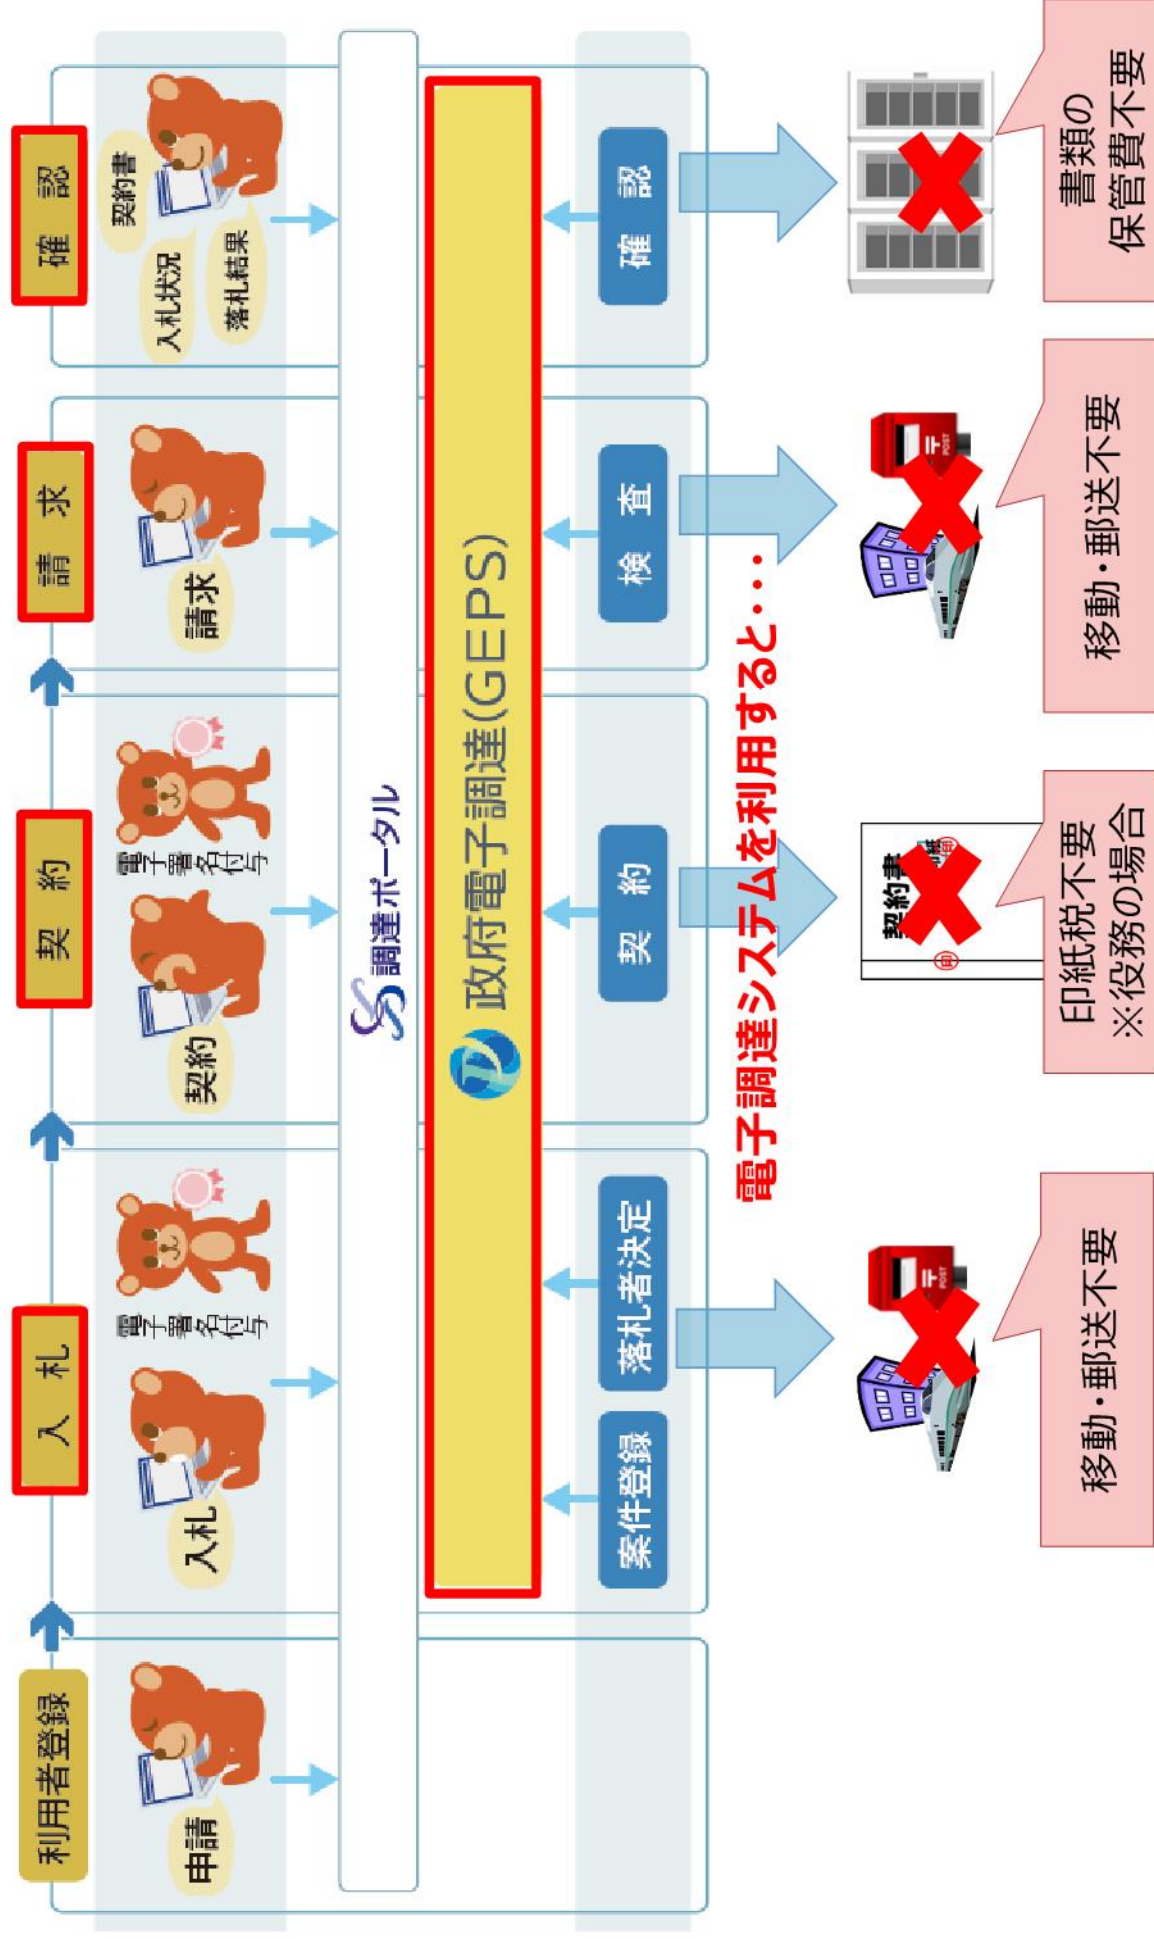 利用者登録
入 札
契 約
請 求
確 認
申請
入札
電子署名付与
契約
電子署名付与
請求
契約書
入札状況
落札結果
調達ポータル
政府電子調達(GEPS)
案件登録
落札者決定
契 約
検 査
確 認
電子調達システムを利用すると・・・
〒
POST
契約書
印
印
〒
POST
移動・郵送不要
印紙税不要
※役務の場合
移動・郵送不要
書類の
保管費不要